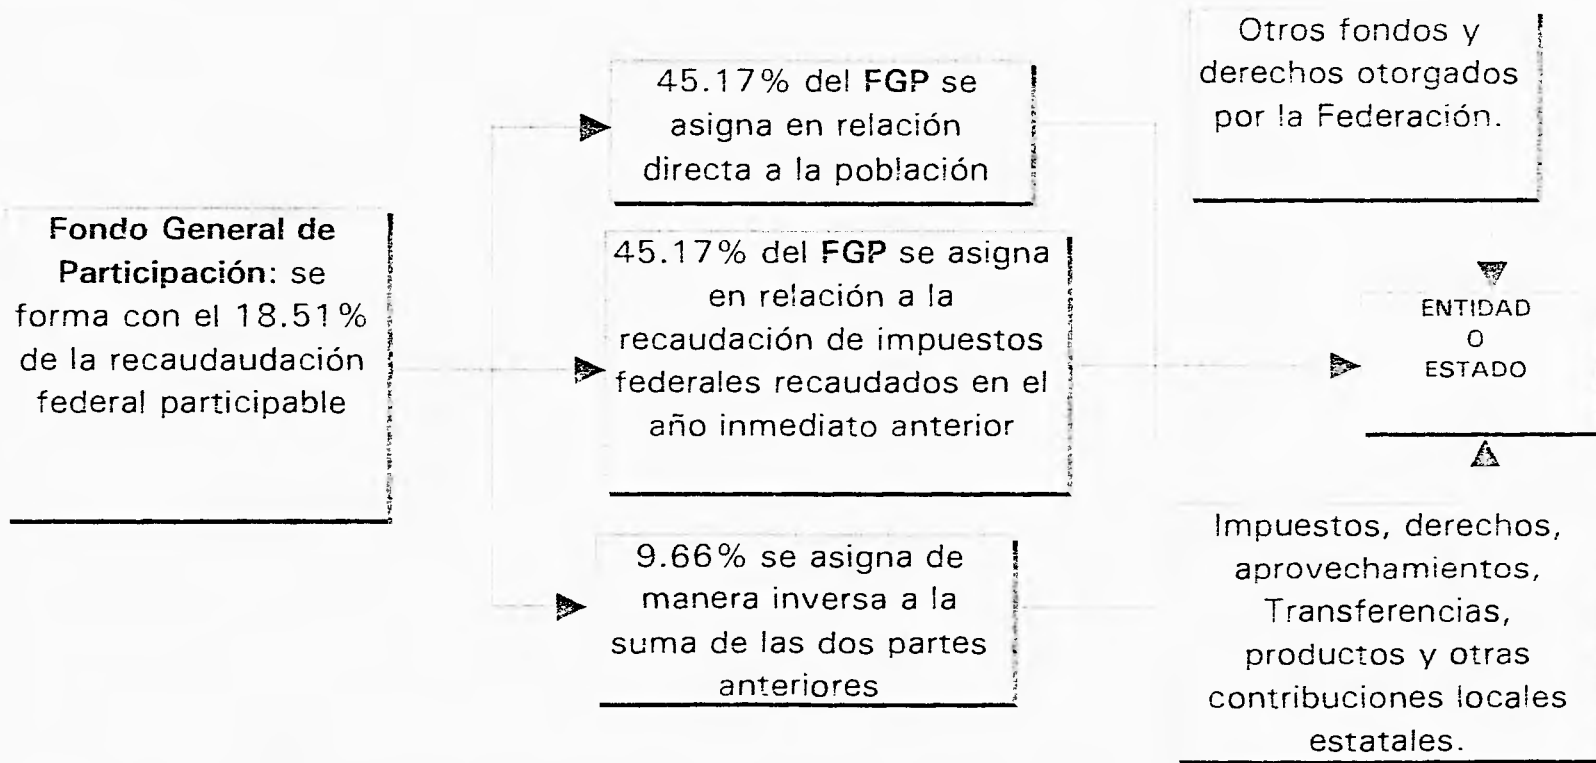 Fondo General de
Participación: se
forma con el 18.51%
de la recaudaudación
federal participable
45.17% del FGP se
asigna en relación
directa a la población
45.17% del FGP se asigna
en relación a la
recaudación de impuestos
federales recaudados en el
año inmediato anterior
9.66% se asigna de
manera inversa a la
suma de las dos partes
anteriores
Otros fondos y
derechos otorgados
por la Federación.
ENTIDAD
O
ESTADO
Impuestos, derechos,
aprovechamientos,
Transferencias,
productos y otras
contribuciones locales
estatales.